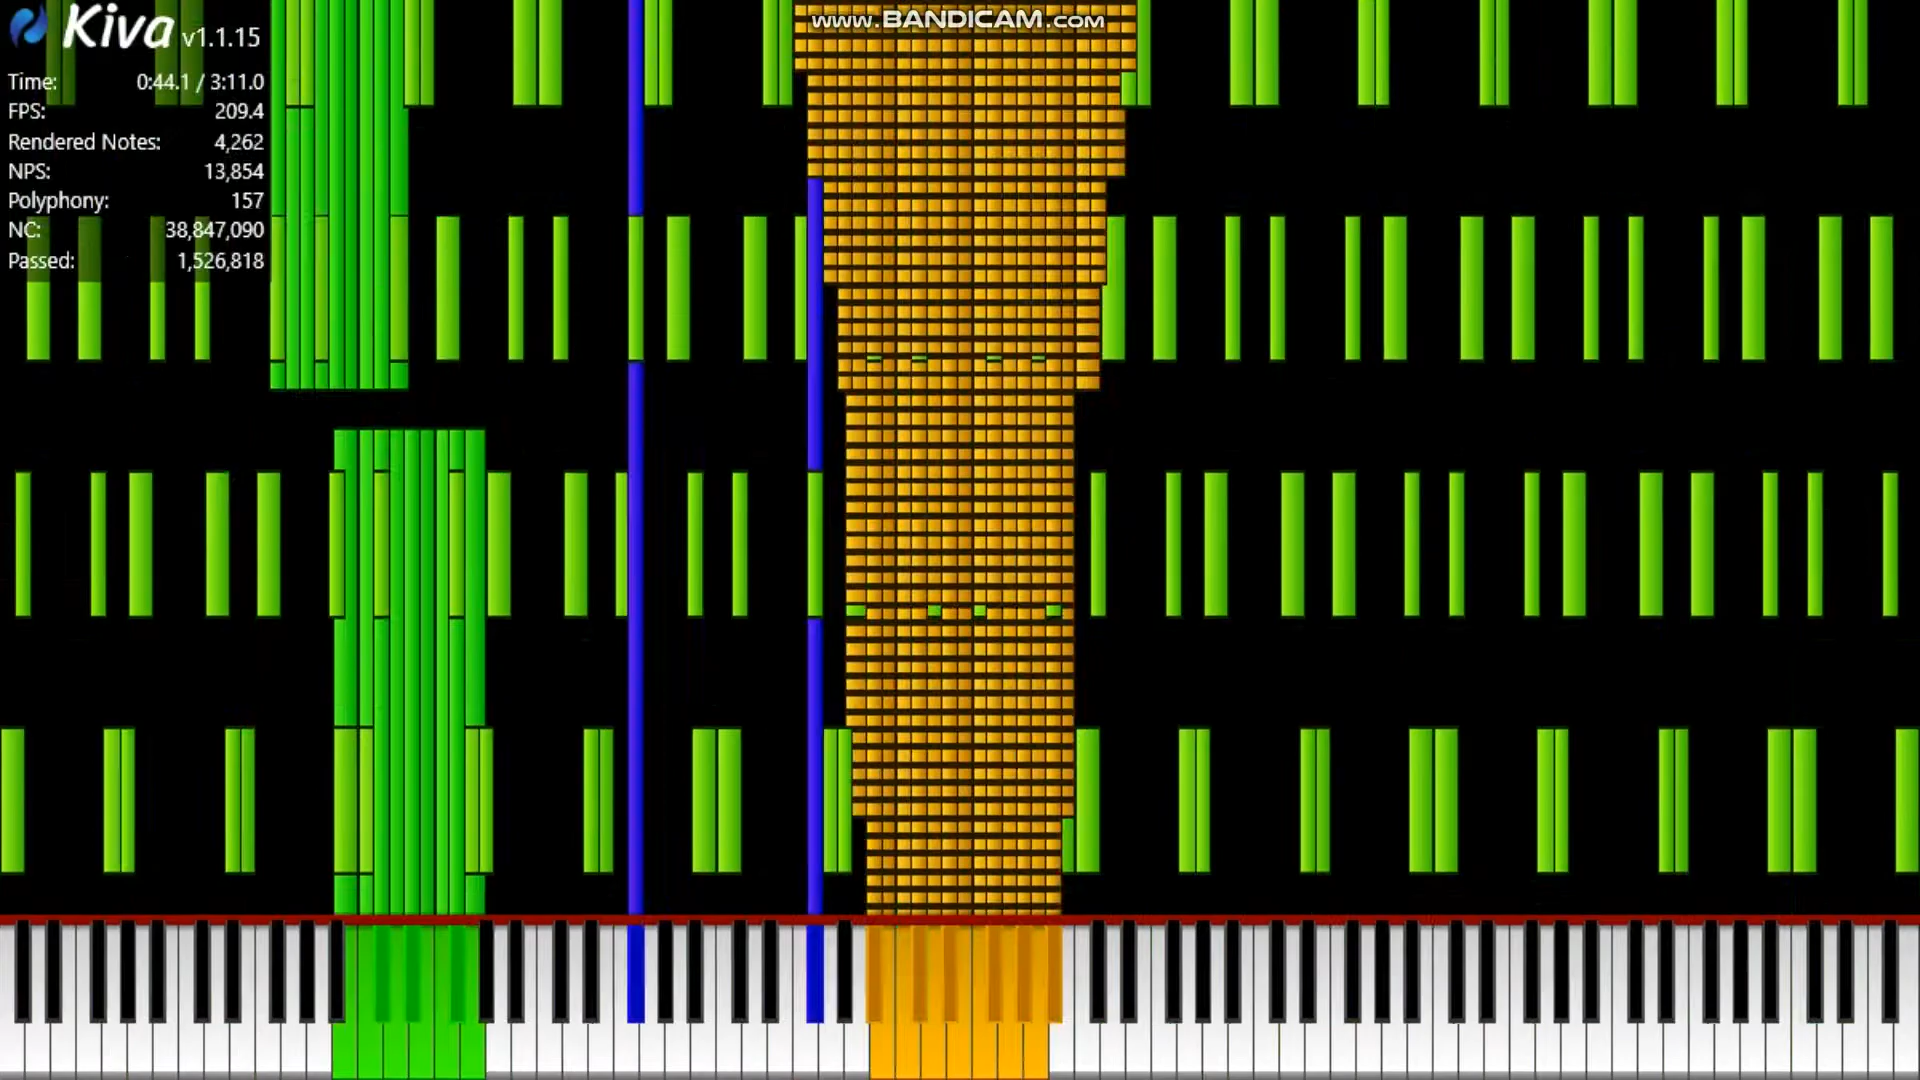 Kiva v1.1.15
www.BANDICAM.com
Time: 0:44.1 / 3:11.0
FPS: 209.4
Rendered Notes: 4,262
NPS: 13,854
Polyphony: 157
NC: 38,847,090
Passed: 1,526,818